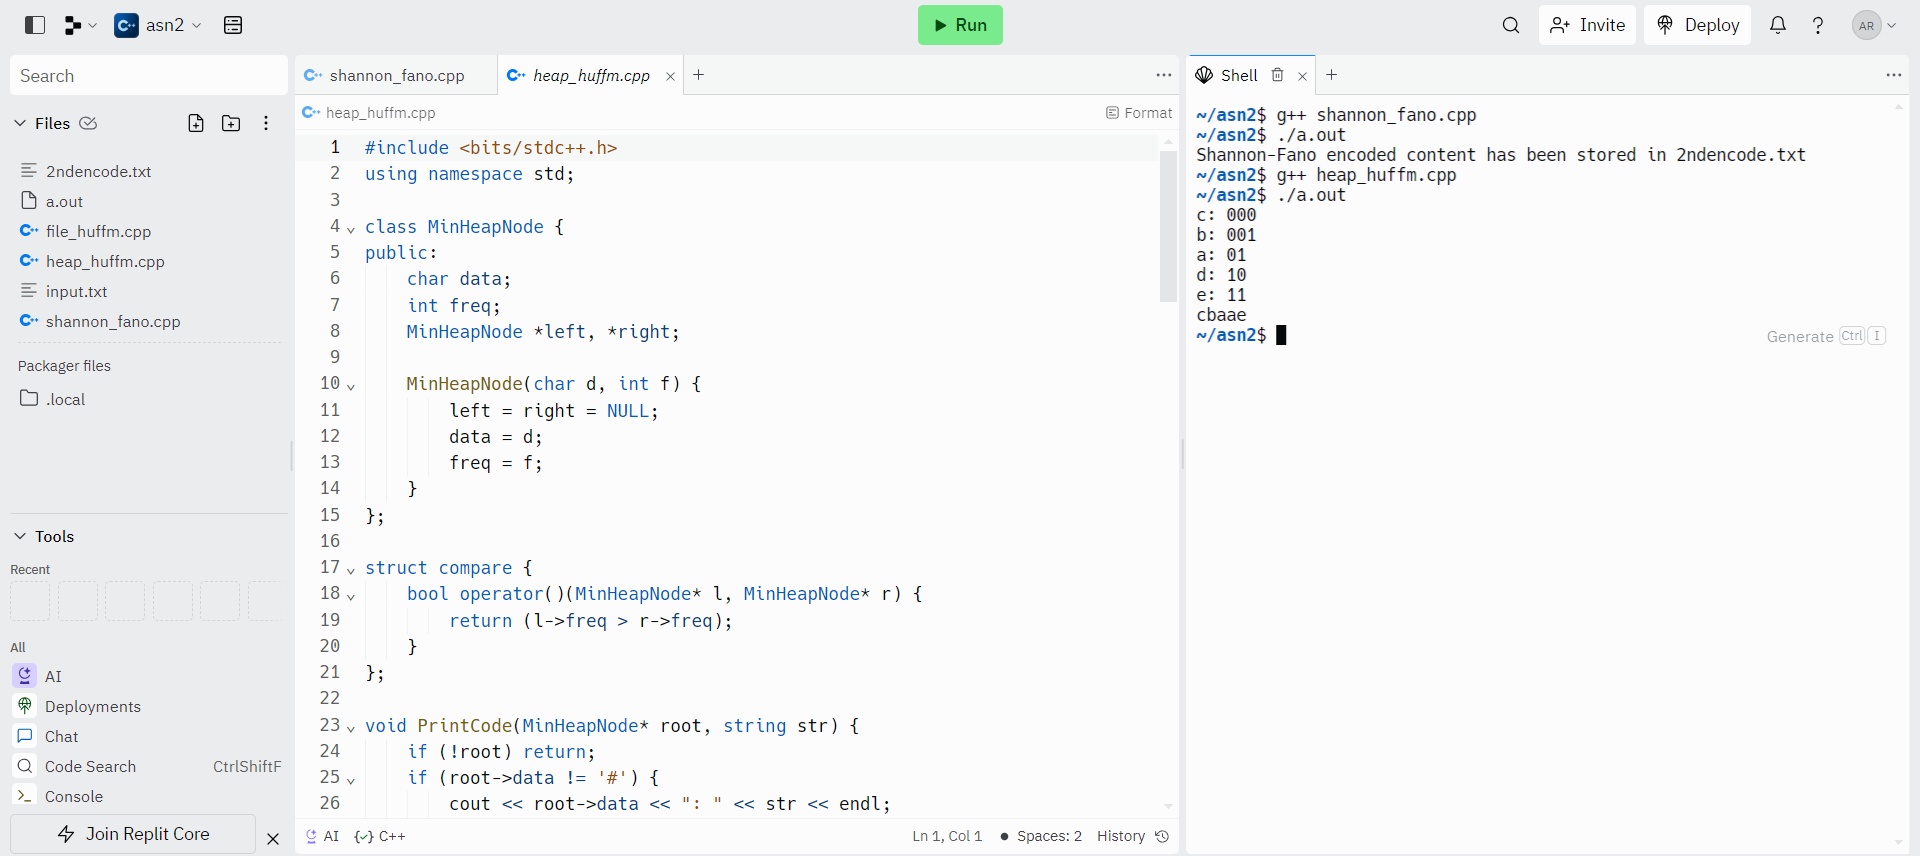 asn2
Run
Invite
Deploy
AR
Search
Files
2ndencode.txt
a.out
file_huffm.cpp
heap_huffm.cpp
input.txt
shannon_fano.cpp
Packager files
.local
Tools
Recent
All
AI
Deployments
Chat
Code Search CtrlShiftF
Console
Join Replit Core
shannon_fano.cpp
heap_huffm.cpp
heap_huffm.cpp
Format
1 #include <bits/stdc++.h>
2 using namespace std;
3
4 class MinHeapNode {
5 public:
6 char data;
7 int freq;
8 MinHeapNode *left, *right;
9
10 MinHeapNode(char d, int f) {
11 left = right = NULL;
12 data = d;
13 freq = f;
14 }
15 };
16
17 struct compare {
18 bool operator()(MinHeapNode* l, MinHeapNode* r) {
19 return (l->freq > r->freq);
20 }
21 };
22
23 void PrintCode(MinHeapNode* root, string str) {
24 if (!root) return;
25 if (root->data != '#') {
26 cout << root->data << ": " << str << endl;
AI {✓} C++
Ln 1, Col 1 ● Spaces: 2 History
Shell
~/asn2$ g++ shannon_fano.cpp
~/asn2$ ./a.out
Shannon-Fano encoded content has been stored in 2ndencode.txt
~/asn2$ g++ heap_huffm.cpp
~/asn2$ ./a.out
c: 000
b: 001
a: 01
d: 10
e: 11
cbaae
~/asn2$
Generate Ctrl I